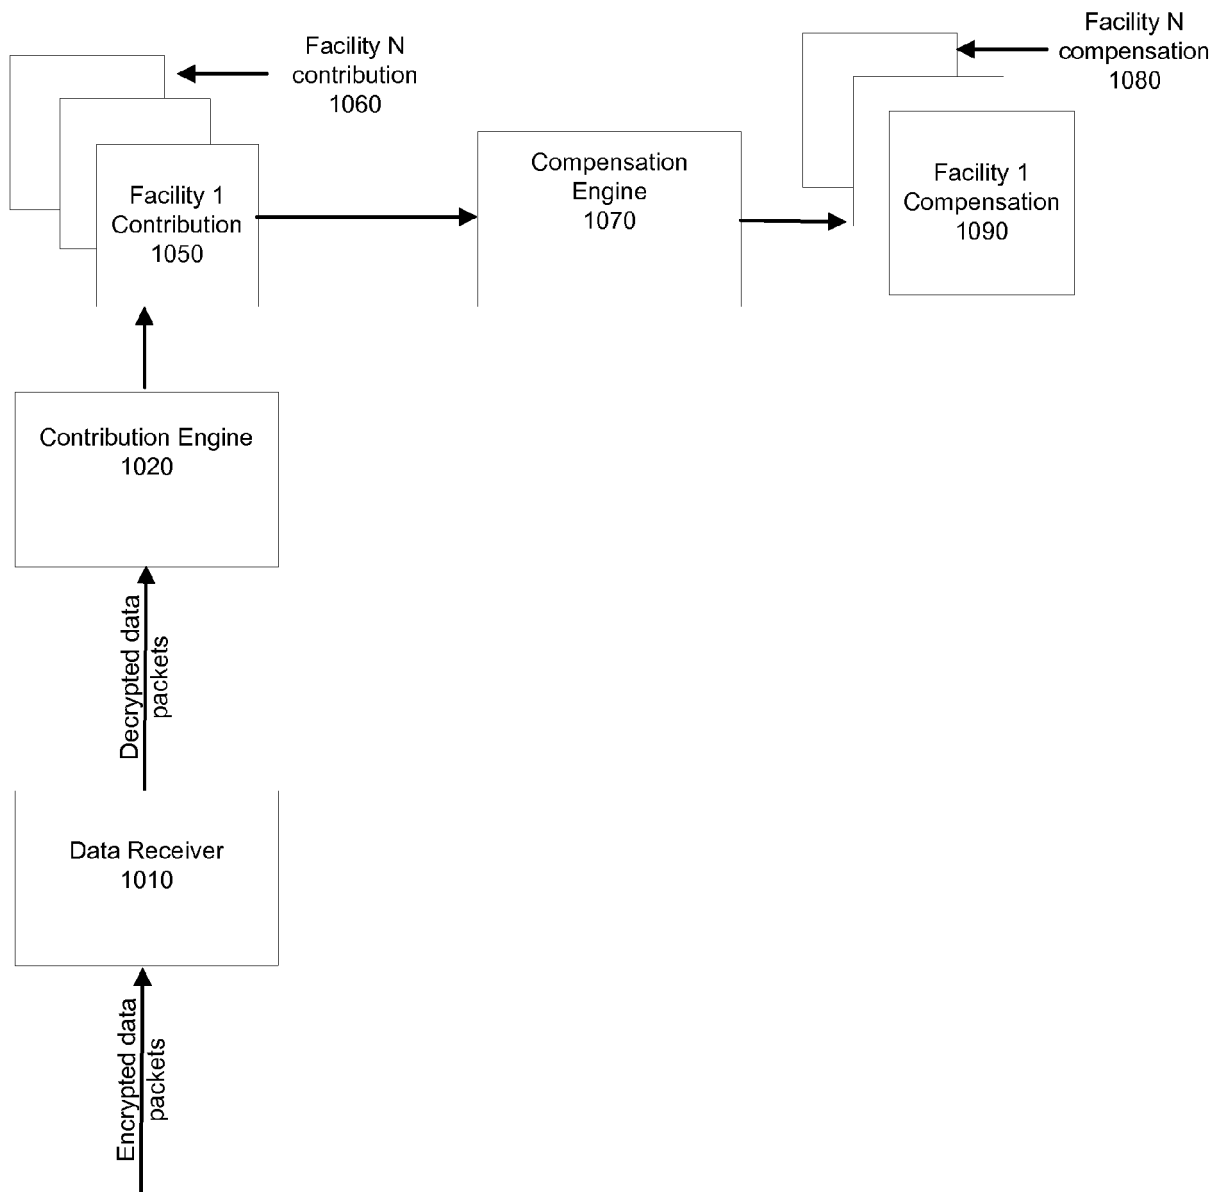 Facility N
contribution
1060
Facility N
compensation
1080
Facility 1
Contribution
1050
Compensation
Engine
1070
Facility 1
Compensation
1090
Contribution Engine
1020
Decrypted data
packets
Data Receiver
1010
Encrypted data
packets